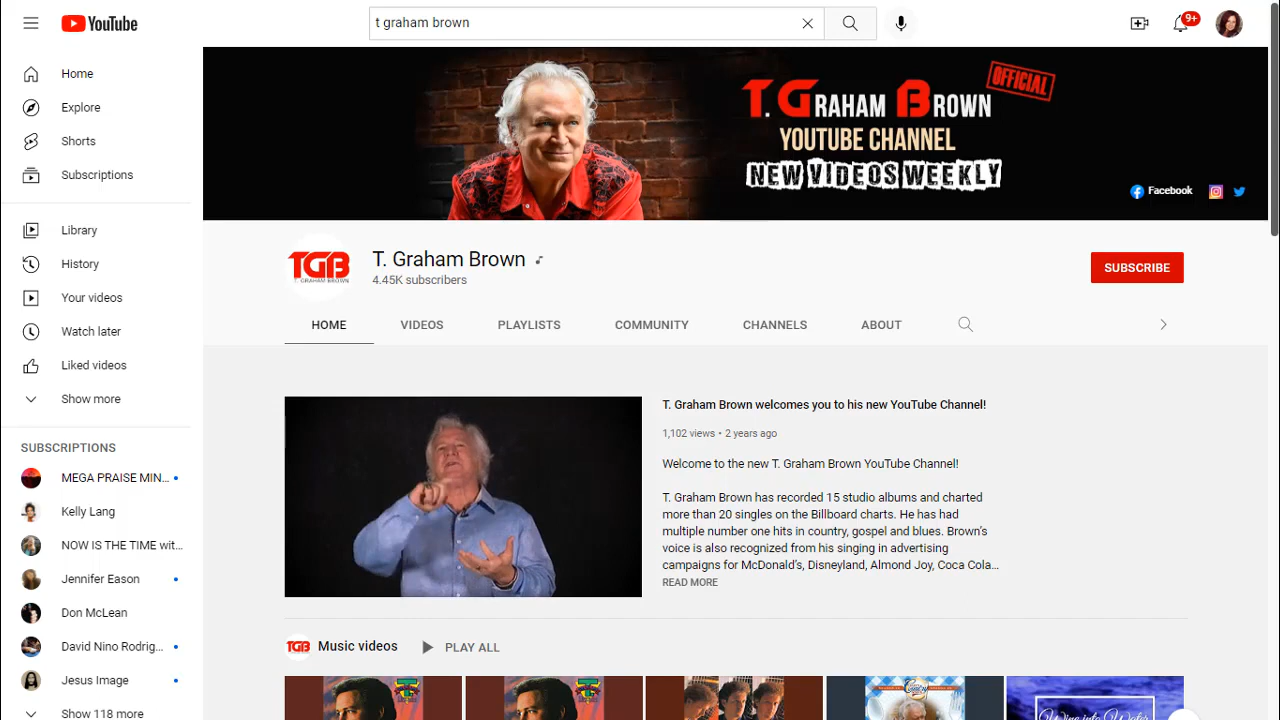 YouTube
t graham brown
9+
Home
Explore
Shorts
Subscriptions
Library
History
Your videos
Watch later
Liked videos
Show more
SUBSCRIPTIONS
MEGA PRAISE MIN...
Kelly Lang
NOW IS THE TIME wit...
Jennifer Eason
Don McLean
David Nino Rodrig...
Jesus Image
Show 118 more
OFFICIAL
T. GRAHAM BROWN
YOUTUBE CHANNEL
NEW VIDEOS WEEKLY
Facebook
TGB
T. GRAHAM BROWN
T. Graham Brown
4.45K subscribers
SUBSCRIBE
HOME VIDEOS PLAYLISTS COMMUNITY CHANNELS ABOUT
T. Graham Brown welcomes you to his new YouTube Channel!
1,102 views • 2 years ago
Welcome to the new T. Graham Brown YouTube Channel!
T. Graham Brown has recorded 15 studio albums and charted
more than 20 singles on the Billboard charts. He has had
multiple number one hits in country, gospel and blues. Brown's
voice is also recognized from his singing in advertising
campaigns for McDonald's, Disneyland, Almond Joy, Coca Cola...
READ MORE
TGB
Music videos PLAY ALL
Country
Wine into Water